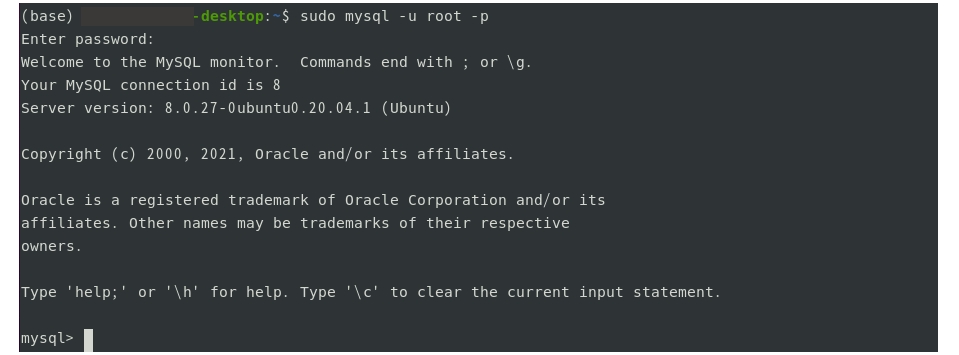 (base) -desktop:~$ sudo mysql -u root -p
Enter password:
Welcome to the MySQL monitor.  Commands end with ; or \g.
Your MySQL connection id is 8
Server version: 8.0.27-0ubuntu0.20.04.1 (Ubuntu)
Copyright (c) 2000, 2021, Oracle and/or its affiliates.
Oracle is a registered trademark of Oracle Corporation and/or its
affiliates. Other names may be trademarks of their respective
owners.
Type 'help;' or '\h' for help. Type '\c' to clear the current input statement.
mysql>